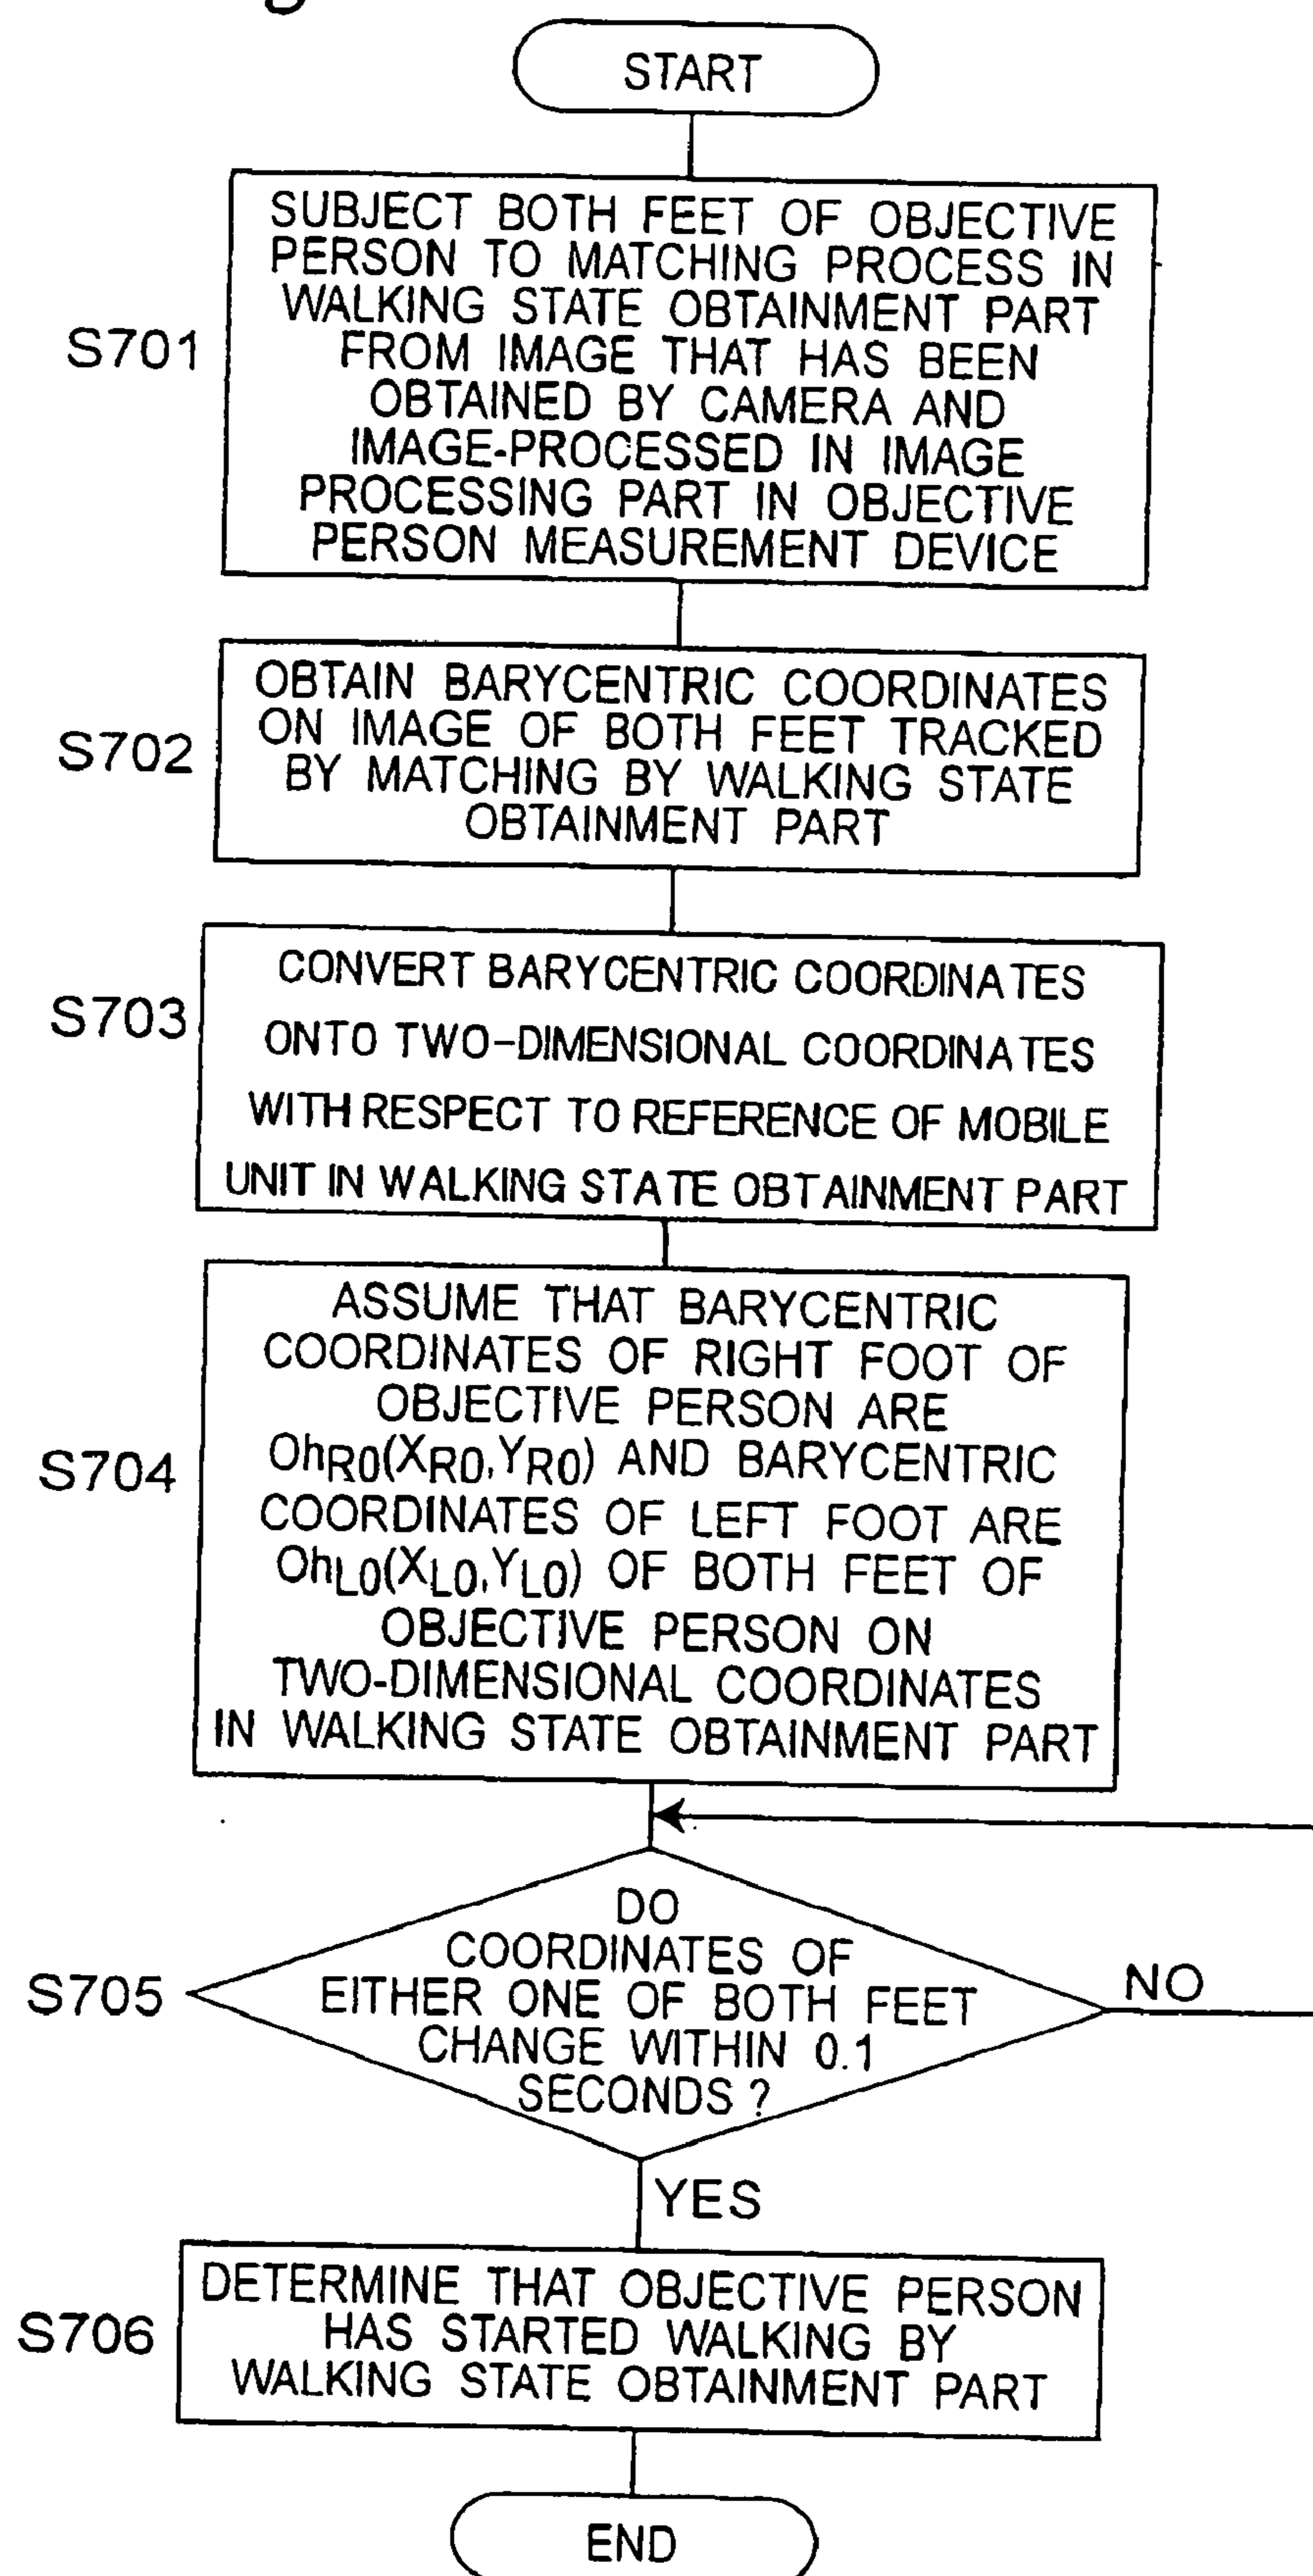 START
SUBJECT BOTH FEET OF OBJECTIVE
PERSON TO MATCHING PROCESS IN
WALKING STATE OBTAINMENT PART
S701
FROM IMAGE THAT HAS BEEN
OBTAINED BY CAMERA AND
IMAGE-PROCESSED IN IMAGE
PROCESSING PART IN OBJECTIVE
PERSON MEASUREMENT DEVICE
OBTAIN BARYCENTRIC COORDINATES
ON IMAGE OF BOTH FEET TRACKED
S702
BY MATCHING BY WALKING STATE
OBTAINMENT PART
CONVERT BARYCENTRIC COORDINATES
S703
ONTO TWO-DIMENSIONAL COORDINATES
WITH RESPECT TO REFERENCE OF MOBILE
UNIT IN WALKING STATE OBTAINMENT PART
ASSUME THAT BARYCENTRIC
COORDINATES OF RIGHT FOOT OF
OBJECTIVE PERSON ARE
S704
OhR0(XR0,YR0) AND BARYCENTRIC
COORDINATES OF LEFT FOOT ARE
OhL0(XL0,YL0) OF BOTH FEET OF
OBJECTIVE PERSON ON
TWO-DIMENSIONAL COORDINATES
IN WALKING STATE OBTAINMENT PART
DO
COORDINATES OF
S705
EITHER ONE OF BOTH FEET
NO
CHANGE WITHIN 0.1
SECONDS?
YES
DETERMINE THAT OBJECTIVE PERSON
S706
HAS STARTED WALKING BY
WALKING STATE OBTAINMENT PART
END